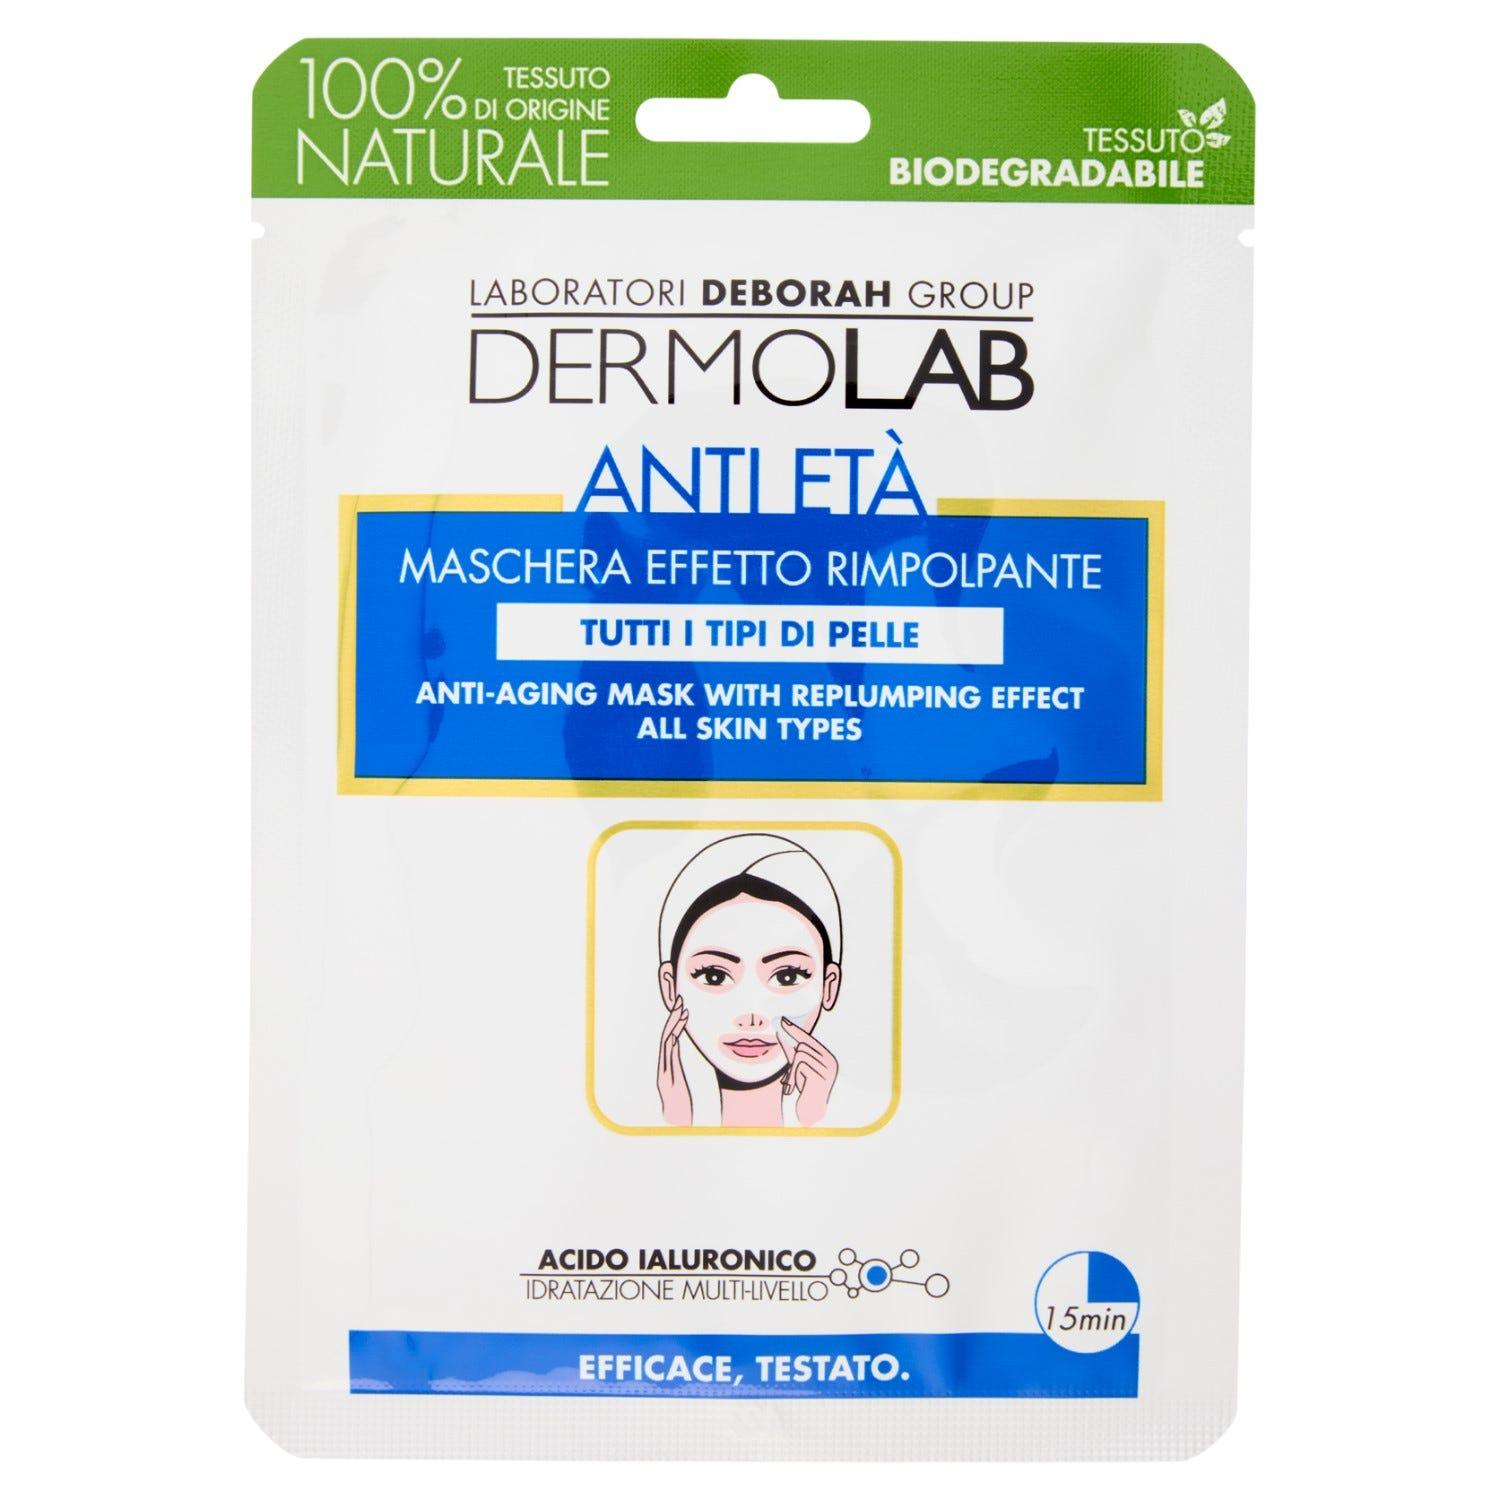 100% TESSUTO
DI ORIGINE
NATURALE
TESSUTO
BIODEGRADABILE
LABORATORI DEBORAH GROUP
DERMOLAB
ANTI ETÀ
MASCHERA EFFETTO RIMPOLPANTE
TUTTI I TIPI DI PELLE
ANTI-AGING MASK WITH REPLUMPING EFFECT
ALL SKIN TYPES
ACIDO IALURONICO
IDRATAZIONE MULTI-LIVELLO
15min
EFFICACE, TESTATO.